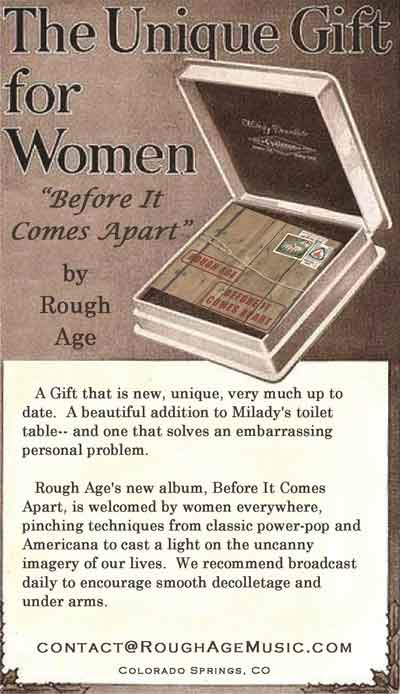 The Unique Gift
for
Women
"Before It
Comes Apart"
by
Rough
Age
Milady Decollete
Gillette
ROUGH AGE
BEFORE IT
COMES APART
A Gift that is new, unique, very much up to
date. A beautiful addition to Milady's toilet
table-- and one that solves an embarrassing
personal problem.
Rough Age's new album, Before It Comes
Apart, is welcomed by women everywhere,
pinching techniques from classic power-pop and
Americana to cast a light on the uncanny
imagery of our lives. We recommend broadcast
daily to encourage smooth decolletage and
under arms.
CONTACT@ROUGHAGEMUSIC.COM
COLORADO SPRINGS, CO